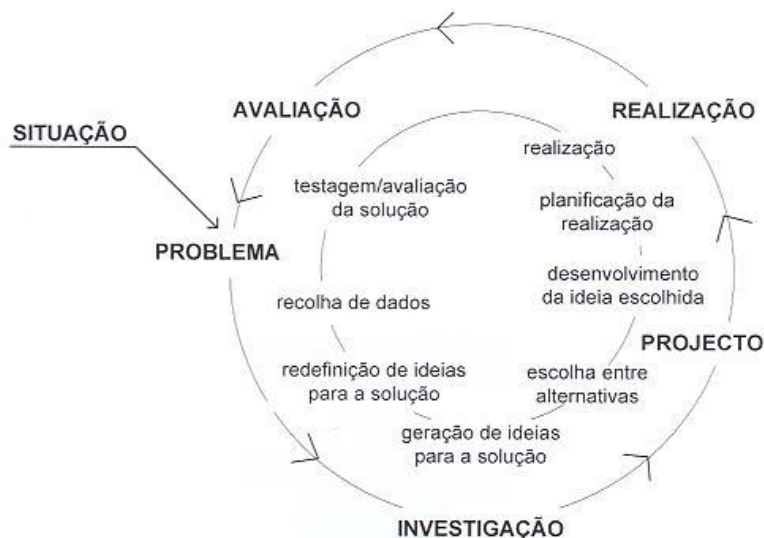 AVALIAÇÃO
REALIZAÇÃO
SITUAÇÃO
realização
testagem/avaliação
da solução
planificação da
realização
PROBLEMA
desenvolvimento
da ideia escolhida
recolha de dados
PROJECTO
redefinição de ideias
para a solução
escolha entre
alternativas
geração de ideias
para a solução
INVESTIGAÇÃO